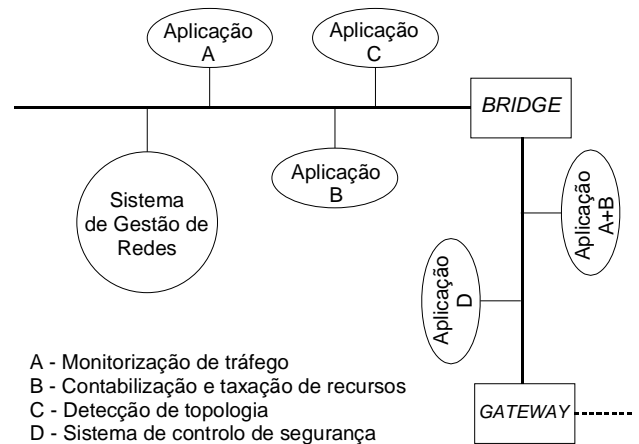 Aplicação
A
Aplicação
C
BRIDGE
Aplicação
B
Sistema
de Gestão de
Redes
Aplicação
A+B
Aplicação
D
A - Monitorização de tráfego
B - Contabilização e taxação de recursos
C - Detecção de topologia
D - Sistema de controlo de segurança
GATEWAY